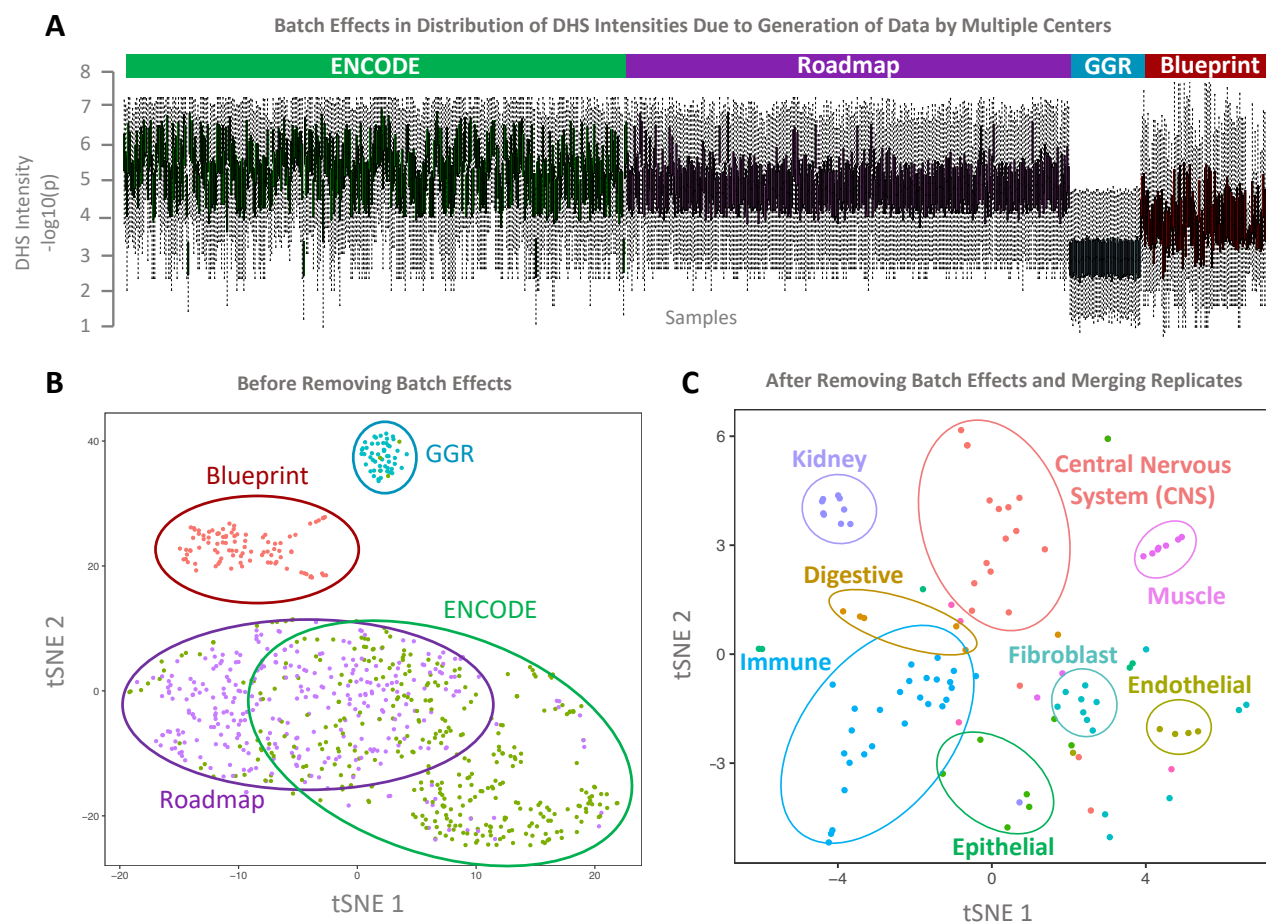 A
Batch Effects in Distribution of DHS Intensities Due to Generation of Data by Multiple Centers
ENCODE
Roadmap
GGR
Blueprint
8
7
6
5
4
3
2
1
DHS Intensity
-log10(p)
Samples
B
Before Removing Batch Effects
GGR
Blueprint
ENCODE
Roadmap
40
20
0
−20
−20
−10
0
10
20
tSNE 2
tSNE 1
C
After Removing Batch Effects and Merging Replicates
Kidney
Central Nervous
System (CNS)
Digestive
Muscle
Immune
Fibroblast
Endothelial
Epithelial
6
3
0
−3
−4
0
4
tSNE 2
tSNE 1